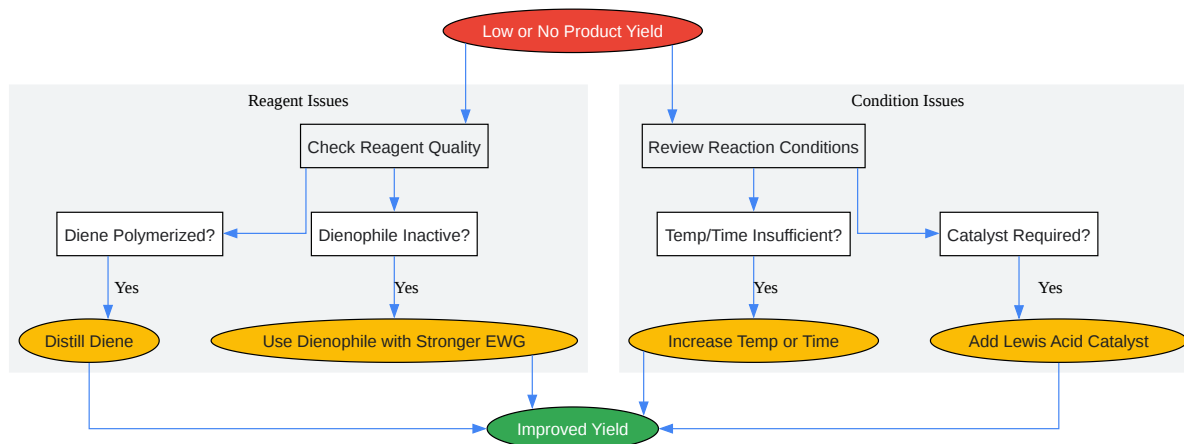 Low or No Product Yield
Reagent Issues
Condition Issues
Check Reagent Quality
Review Reaction Conditions
Diene Polymerized?
Dienophile Inactive?
Temp/Time Insufficient?
Catalyst Required?
Yes
Yes
Yes
Yes
Distill Diene
Use Dienophile with Stronger EWG
Increase Temp or Time
Add Lewis Acid Catalyst
Improved Yield